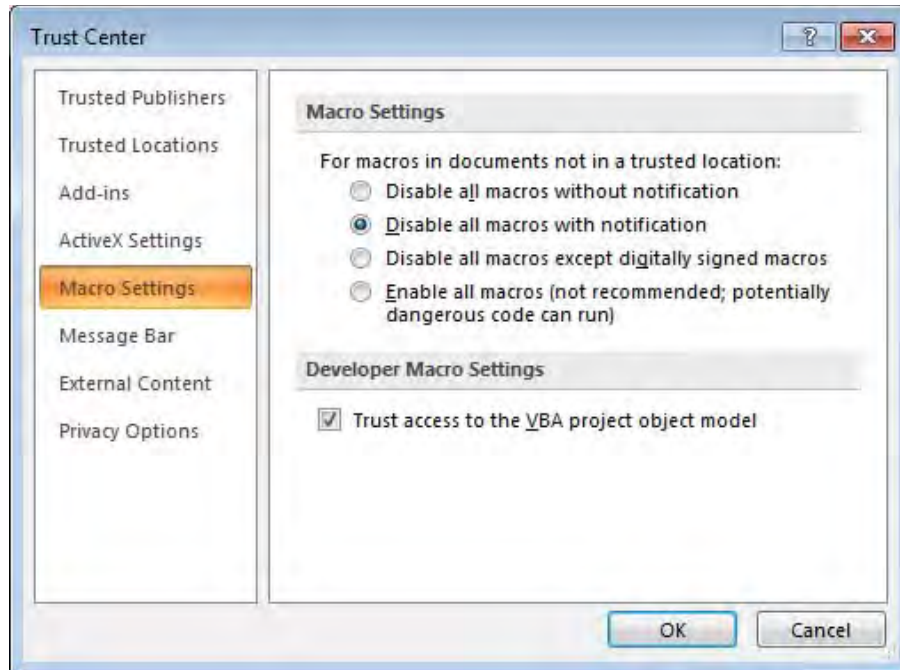 Trust Center
Trusted Publishers
Trusted Locations
Add-ins
ActiveX Settings
Macro Settings
Message Bar
External Content
Privacy Options
Macro Settings
For macros in documents not in a trusted location:
Disable all macros without notification
Disable all macros with notification
Disable all macros except digitally signed macros
Enable all macros (not recommended; potentially
dangerous code can run)
Developer Macro Settings
Trust access to the VBA project object model
OK
Cancel